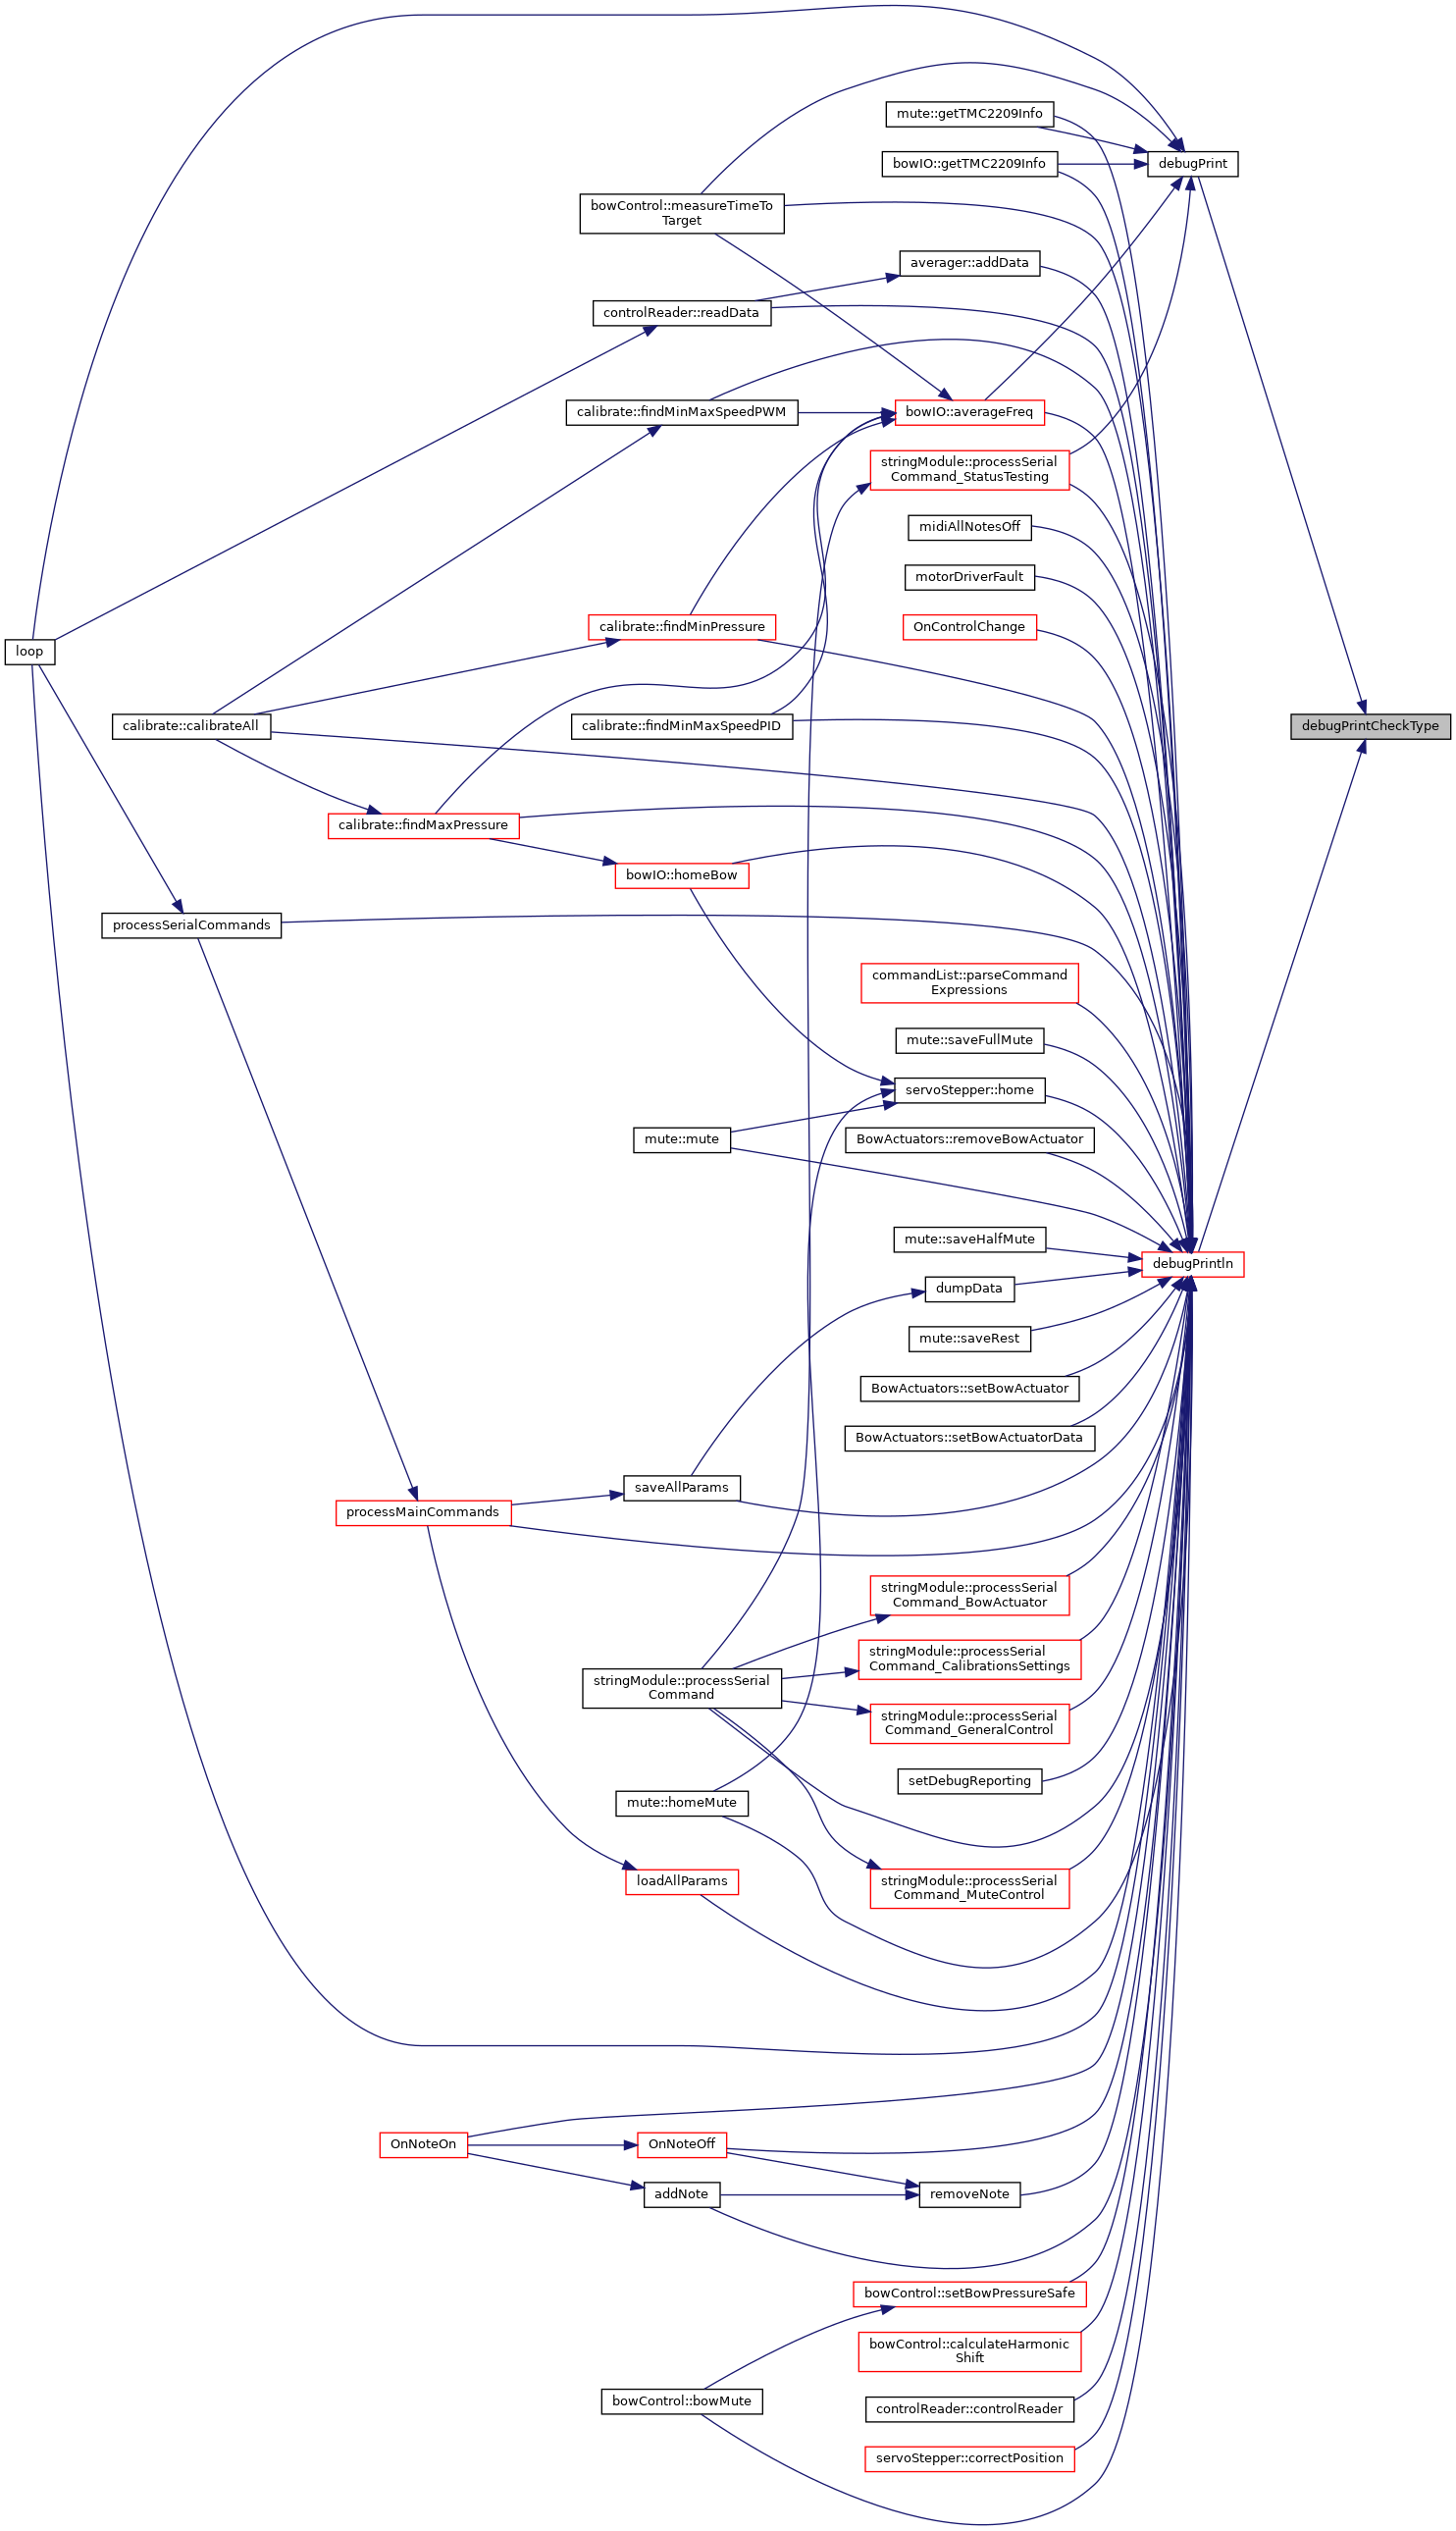 mute::getTMC2209Info
debugPrint
bowIO::getTMC2209Info
bowControl::measureTimeTo
Target
averager::addData
controlReader::readData
calibrate::findMinMaxSpeedPWM
bowIO::averageFreq
stringModule::processSerial
Command_StatusTesting
midiAllNotesOff
motorDriverFault
calibrate::findMinPressure
OnControlChange
loop
calibrate::calibrateAll
calibrate::findMinMaxSpeedPID
debugPrintCheckType
calibrate::findMaxPressure
bowIO::homeBow
processSerialCommands
commandList::parseCommand
Expressions
mute::saveFullMute
servoStepper::home
mute::mute
BowActuators::removeBowActuator
mute::saveHalfMute
debugPrintln
dumpData
mute::saveRest
BowActuators::setBowActuator
BowActuators::setBowActuatorData
saveAllParams
processMainCommands
stringModule::processSerial
Command_BowActuator
stringModule::processSerial
Command_CalibrationsSettings
stringModule::processSerial
Command
stringModule::processSerial
Command_GeneralControl
setDebugReporting
mute::homeMute
loadAllParams
stringModule::processSerial
Command_MuteControl
OnNoteOn
OnNoteOff
addNote
removeNote
bowControl::setBowPressureSafe
bowControl::calculateHarmonic
Shift
bowControl::bowMute
controlReader::controlReader
servoStepper::correctPosition